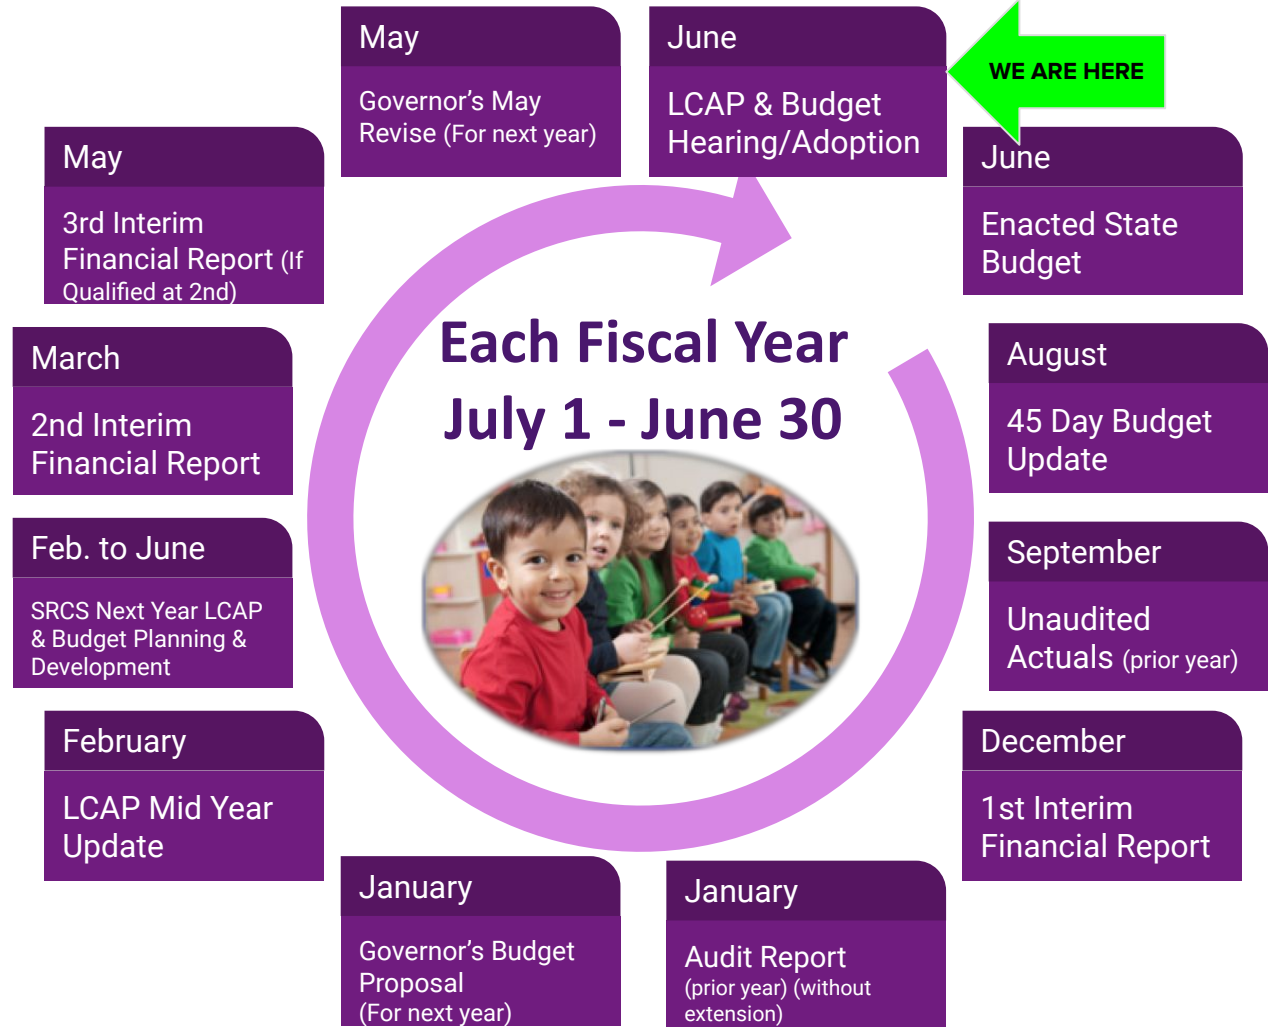 May
Governor's May
Revise (For next year)
June
LCAP & Budget
Hearing/Adoption
WE ARE HERE
June
Enacted State
Budget
August
45 Day Budget
Update
September
Unaudited
Actuals (prior year)
December
1st Interim
Financial Report
January
Audit Report
(prior year) (without
extension)
January
Governor's Budget
Proposal
(For next year)
February
LCAP Mid Year
Update
Feb. to June
SRCS Next Year LCAP
& Budget Planning &
Development
March
2nd Interim
Financial Report
May
3rd Interim
Financial Report (If
Qualified at 2nd)
Each Fiscal Year
July 1 - June 30